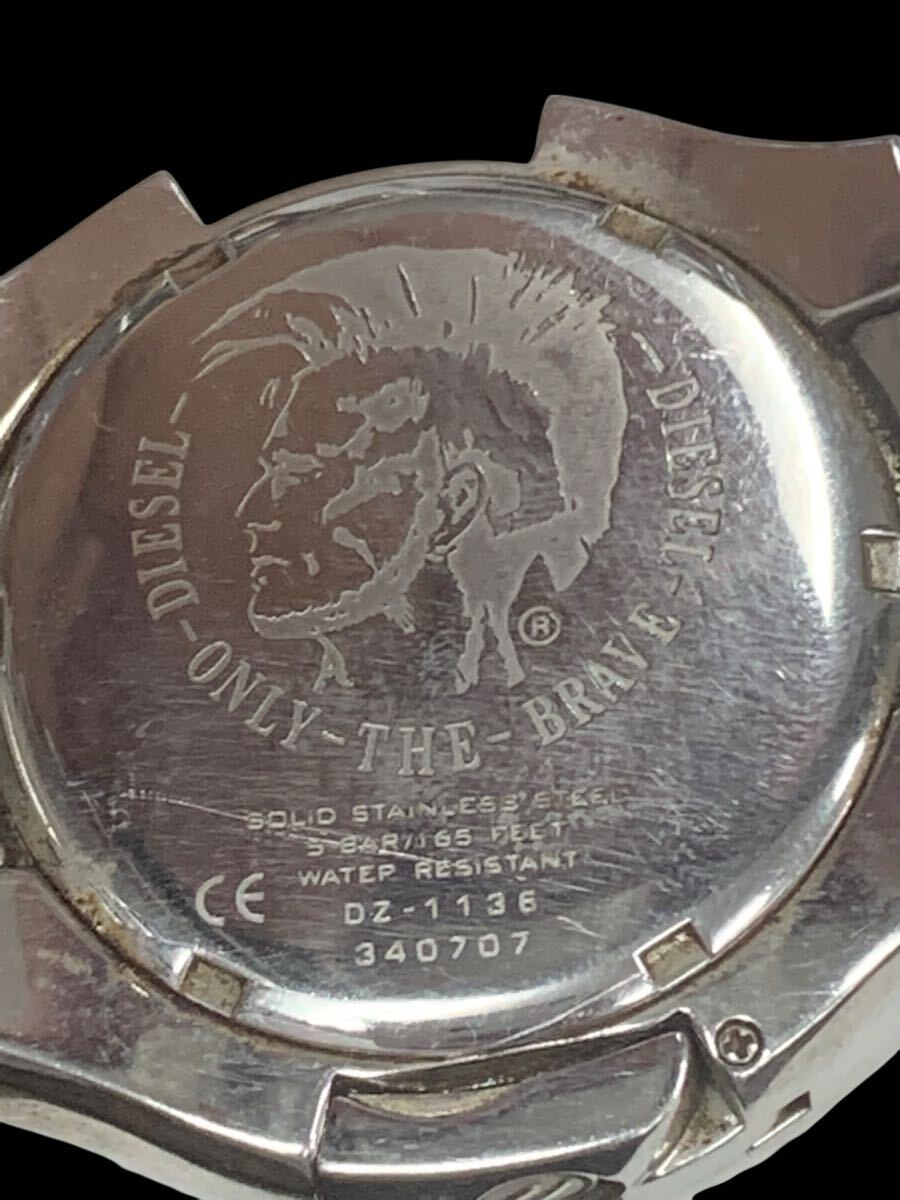 - DIESEL - ONLY - THE - BRAVE - DIESEL -
®
SOLID STAINLESS STEEL
5 BAR/165 FEET
WATER RESISTANT
CE DZ-1136
340707